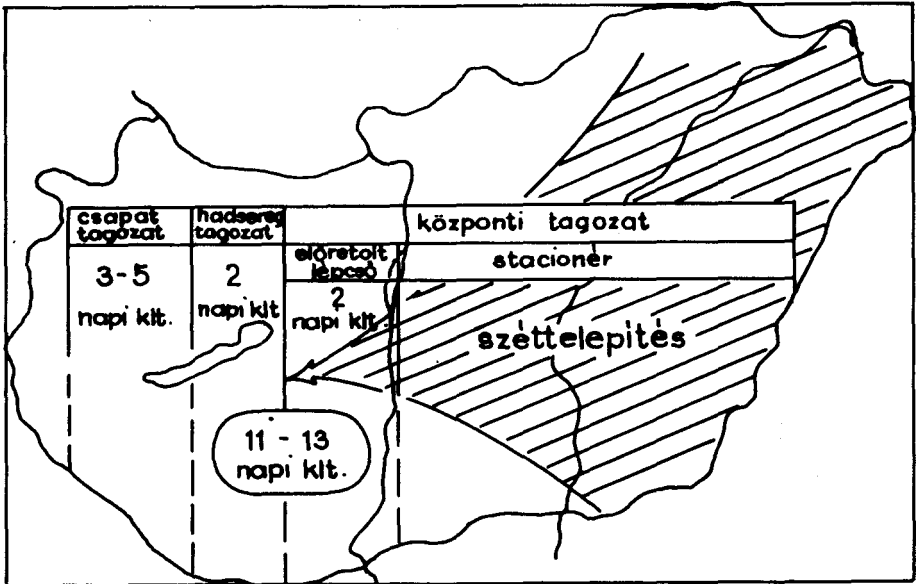 csapat
tagozat
hadsereg
tagozat
központi tagozat
előretolt
lépcső
stacionér
3-5
napi klt.
2
napi klt
2
napi klt.
széttelepítés
11 - 13
napi klt.